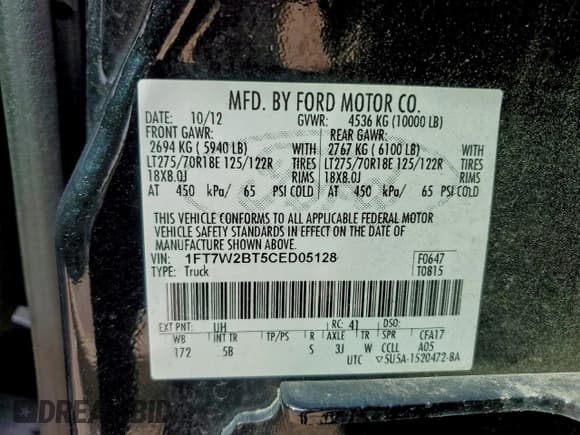 MFD. BY FORD MOTOR CO.
DATE: 10/12 GVWR: 4536 KG (10000 LB)
FRONT GAWR: REAR GAWR:
2694 KG ( 5940 LB) WITH 2767 KG ( 6100 LB) WITH
LT275/70R18E 125/122R TIRES LT275/70R18E 125/122R TIRES
18X8.0J RIMS 18X8.0J RIMS
AT 450 kPa/ 65 PSI COLD AT 450 kPa/ 65 PSI COLD
THIS VEHICLE CONFORMS TO ALL APPLICABLE FEDERAL MOTOR
VEHICLE SAFETY STANDARDS IN EFFECT ON THE DATE OF
MANUFACTURE SHOWN ABOVE.
VIN: 1FT7W2BT5CED05128 F0647
TYPE: Truck T0815
EXT PNT: UH RC: 41 DSO:
WB INT TR TP/PS R AXLE TR SPR CFA17
172 5B S 3J W CCLL A05
UTC 5U5A-1520472-BA
DREAMBID